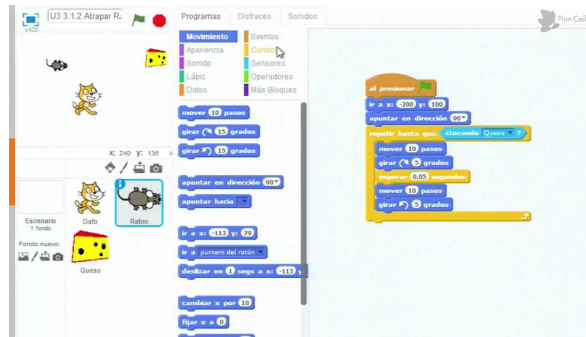 U3 3.1.2 Atrapar R
v420
Programas Disfraces Sonidos
Plan Ceib
Movimiento Eventos
Apariencia Control
Sonido Sensores
Lápiz Operadores
Datos Más Bloques
mover 10 pasos
girar 15 grados
girar 15 grados
apuntar en dirección 90
apuntar hacia
ir a x: -113 y: 79
ir a puntero del ratón
deslizar en 1 segs a x: -113 y
cambiar x por 10
fijar x a 0
X: 240 y: 136
Escenario
1 fondo
Fondo nuevo:
Gato
Raton
Queso
al presionar
ir a x: -200 y: 100
apuntar en dirección 90
repetir hasta que ¿tocando Queso ?
mover 10 pasos
girar 5 grados
esperar 0.05 segundos
mover 10 pasos
girar 5 grados